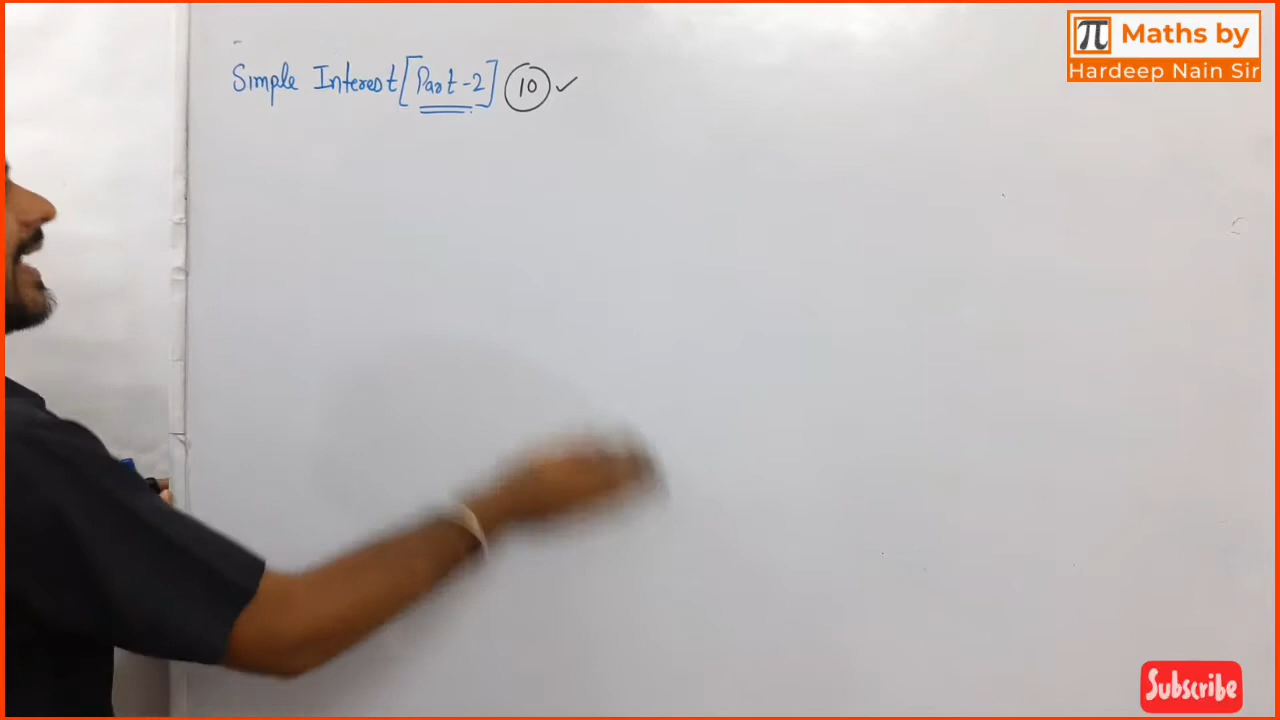 Simple Interest [Part-2] 10 ✓
π Maths by
Hardeep Nain Sir
Subscribe